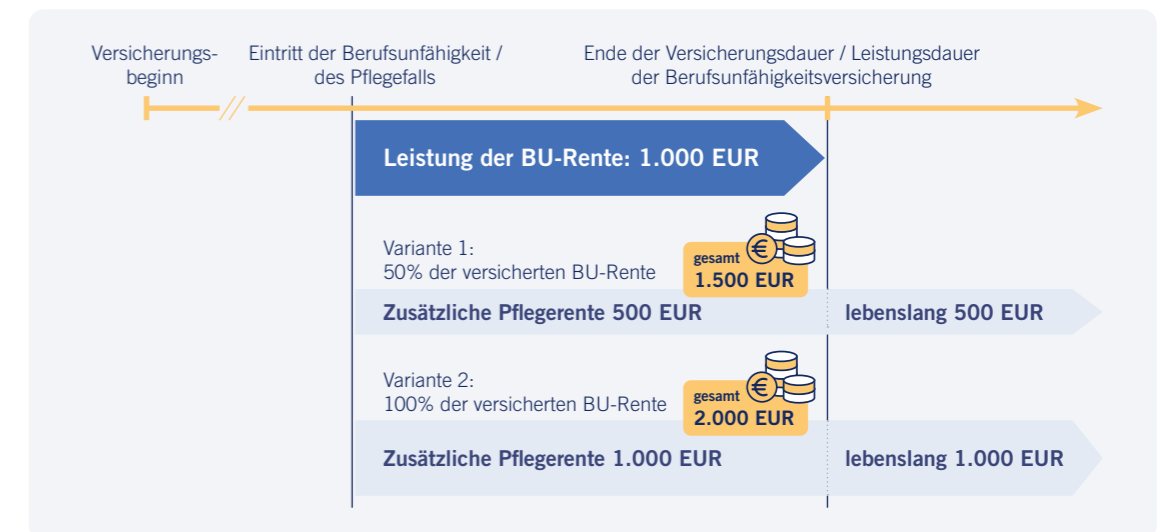 Versicherungs-
beginn
Eintritt der Berufsunfähigkeit /
des Pflegefalls
Ende der Versicherungsdauer / Leistungsdauer
der Berufsunfähigkeitsversicherung
Leistung der BU-Rente: 1.000 EUR
Variante 1:
50% der versicherten BU-Rente
gesamt
€
1.500 EUR
Zusätzliche Pflegerente 500 EUR
lebenslang 500 EUR
Variante 2:
100% der versicherten BU-Rente
gesamt
€
2.000 EUR
Zusätzliche Pflegerente 1.000 EUR
lebenslang 1.000 EUR